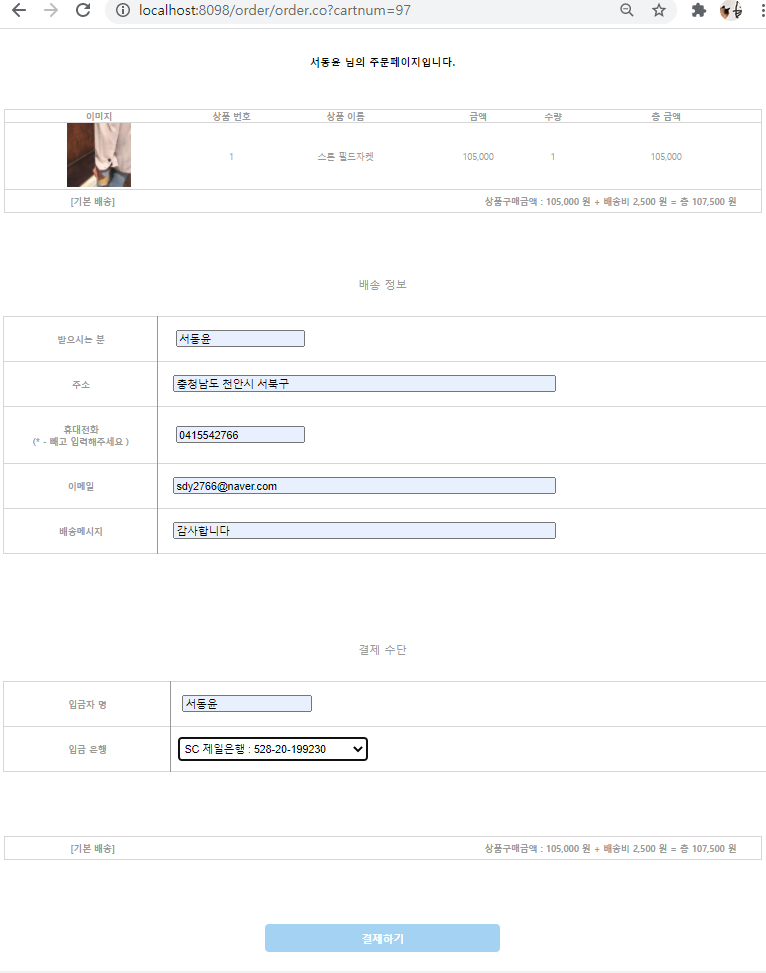 localhost:8098/order/order.co?cartnum=97
서동윤 님의 주문페이지입니다.
이미지 상품 번호 상품 이름 금액 수량 총 금액
1 스톤 필드자켓 105,000 1 105,000
[기본 배송] 상품구매금액 : 105,000 원 + 배송비 2,500 원 = 총 107,500 원
배송 정보
받으시는 분 서동윤
주소 충청남도 천안시 서북구
휴대전화
(* - 빼고 입력해주세요 ) 0415542766
이메일 sdy2766@naver.com
배송메시지 감사합니다
결제 수단
입금자 명 서동윤
입금 은행 SC 제일은행 : 528-20-199230
[기본 배송] 상품구매금액 : 105,000 원 + 배송비 2,500 원 = 총 107,500 원
결제하기